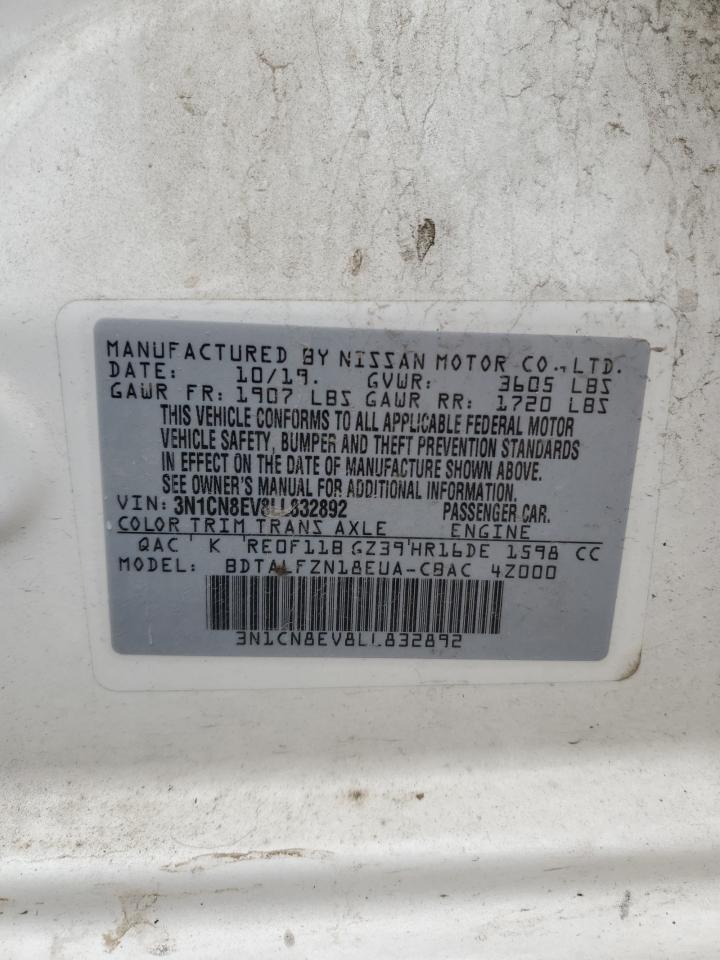 MANUFACTURED BY NISSAN MOTOR CO.,LTD.
DATE: 10/19. GVWR: 3605 LBS
GAWR FR: 1907 LBS GAWR RR: 1720 LBS
THIS VEHICLE CONFORMS TO ALL APPLICABLE FEDERAL MOTOR
VEHICLE SAFETY, BUMPER AND THEFT PREVENTION STANDARDS
IN EFFECT ON THE DATE OF MANUFACTURE SHOWN ABOVE.
SEE OWNER'S MANUAL FOR ADDITIONAL INFORMATION.
VIN: 3N1CN8EV8LL832892 PASSENGER CAR.
COLOR TRIM TRANS AXLE ENGINE
QAC K RE0F11B GZ39 HR16DE 1598 CC
MODEL: BDTALFZN18EUA-CBAC 4Z000
3N1CN8EV8LL832892